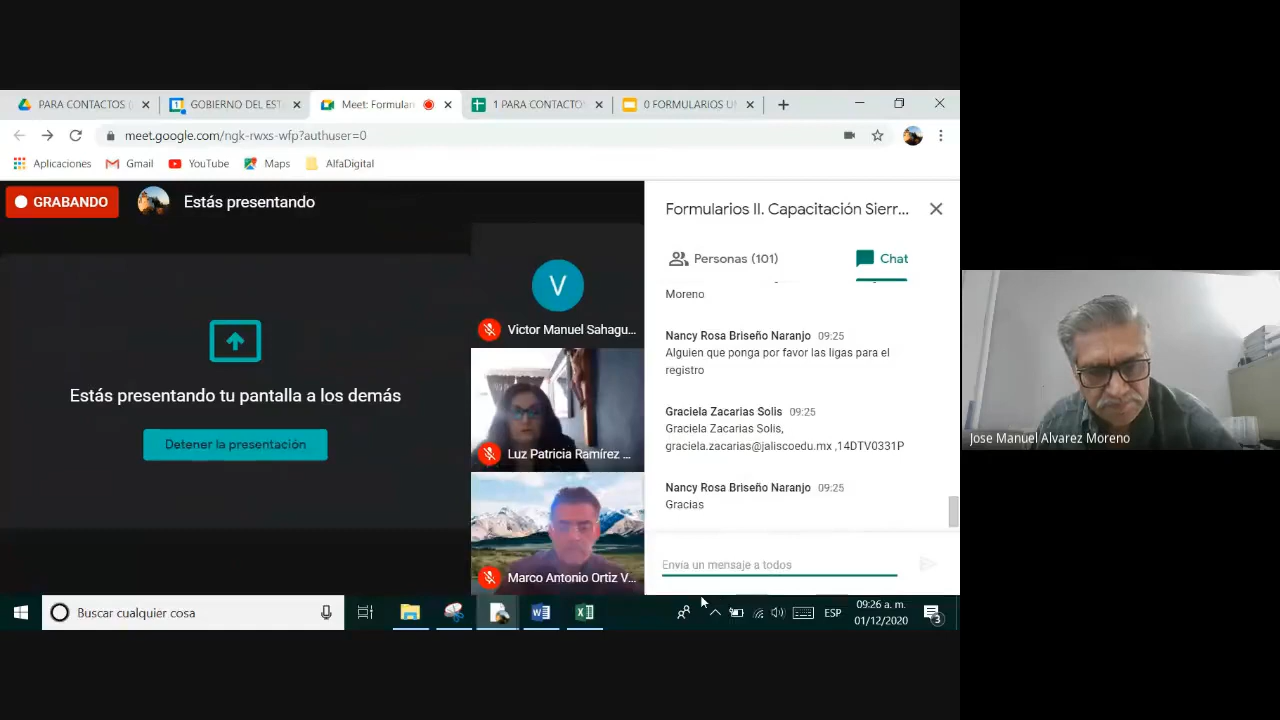 PARA CONTACTOS (
GOBIERNO DEL EST
Meet: Formular
1 PARA CONTACTO
0 FORMULARIOS U
meet.google.com/ngk-rwxs-wfp?authuser=0
Aplicaciones
Gmail
YouTube
Maps
AlfaDigital
GRABANDO
Estás presentando
Estás presentando tu pantalla a los demás
Detener la presentación
V
Victor Manuel Sahagu...
Luz Patricia Ramírez ...
Marco Antonio Ortiz V...
Formularios II. Capacitación Sierr...
Personas (101)
Chat
Moreno
Nancy Rosa Briseño Naranjo 09:25
Alguien que ponga por favor las ligas para el
registro
Graciela Zacarias Solis 09:25
Graciela Zacarias Solis,
graciela.zacarias@jaliscoedu.mx ,14DTV0331P
Nancy Rosa Briseño Naranjo 09:25
Gracias
Envía un mensaje a todos
Jose Manuel Alvarez Moreno
Buscar cualquier cosa
ESP
09:26 a. m.
01/12/2020
3